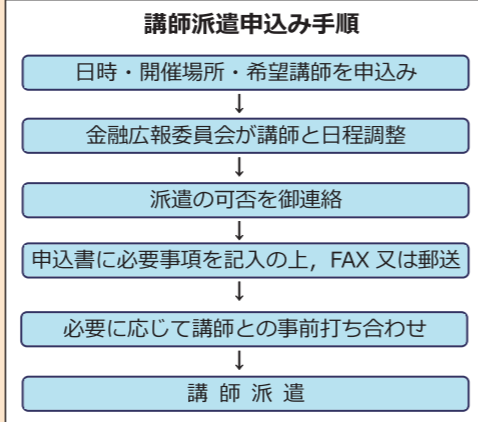 講師派遣申込み手順
日時・開催場所・希望講師を申込み
↓
金融広報委員会が講師と日程調整
↓
派遣の可否を御連絡
↓
申込書に必要事項を記入の上，FAX 又は郵送
↓
必要に応じて講師との事前打ち合わせ
↓
講 師 派 遣